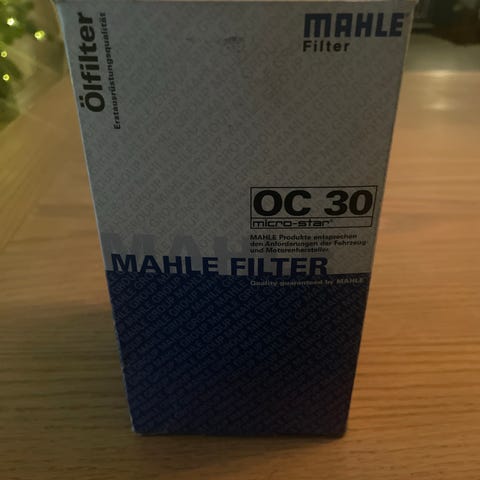 Ölfilter
Erstausrüstungsqualität
MAHLE
Filter
OC 30
micro-star®
MAHLE Produkte entsprechen
den Anforderungen der Fahrzeug-
und Motorenhersteller.
MAHLE FILTER
Quality guaranteed by MAHLE